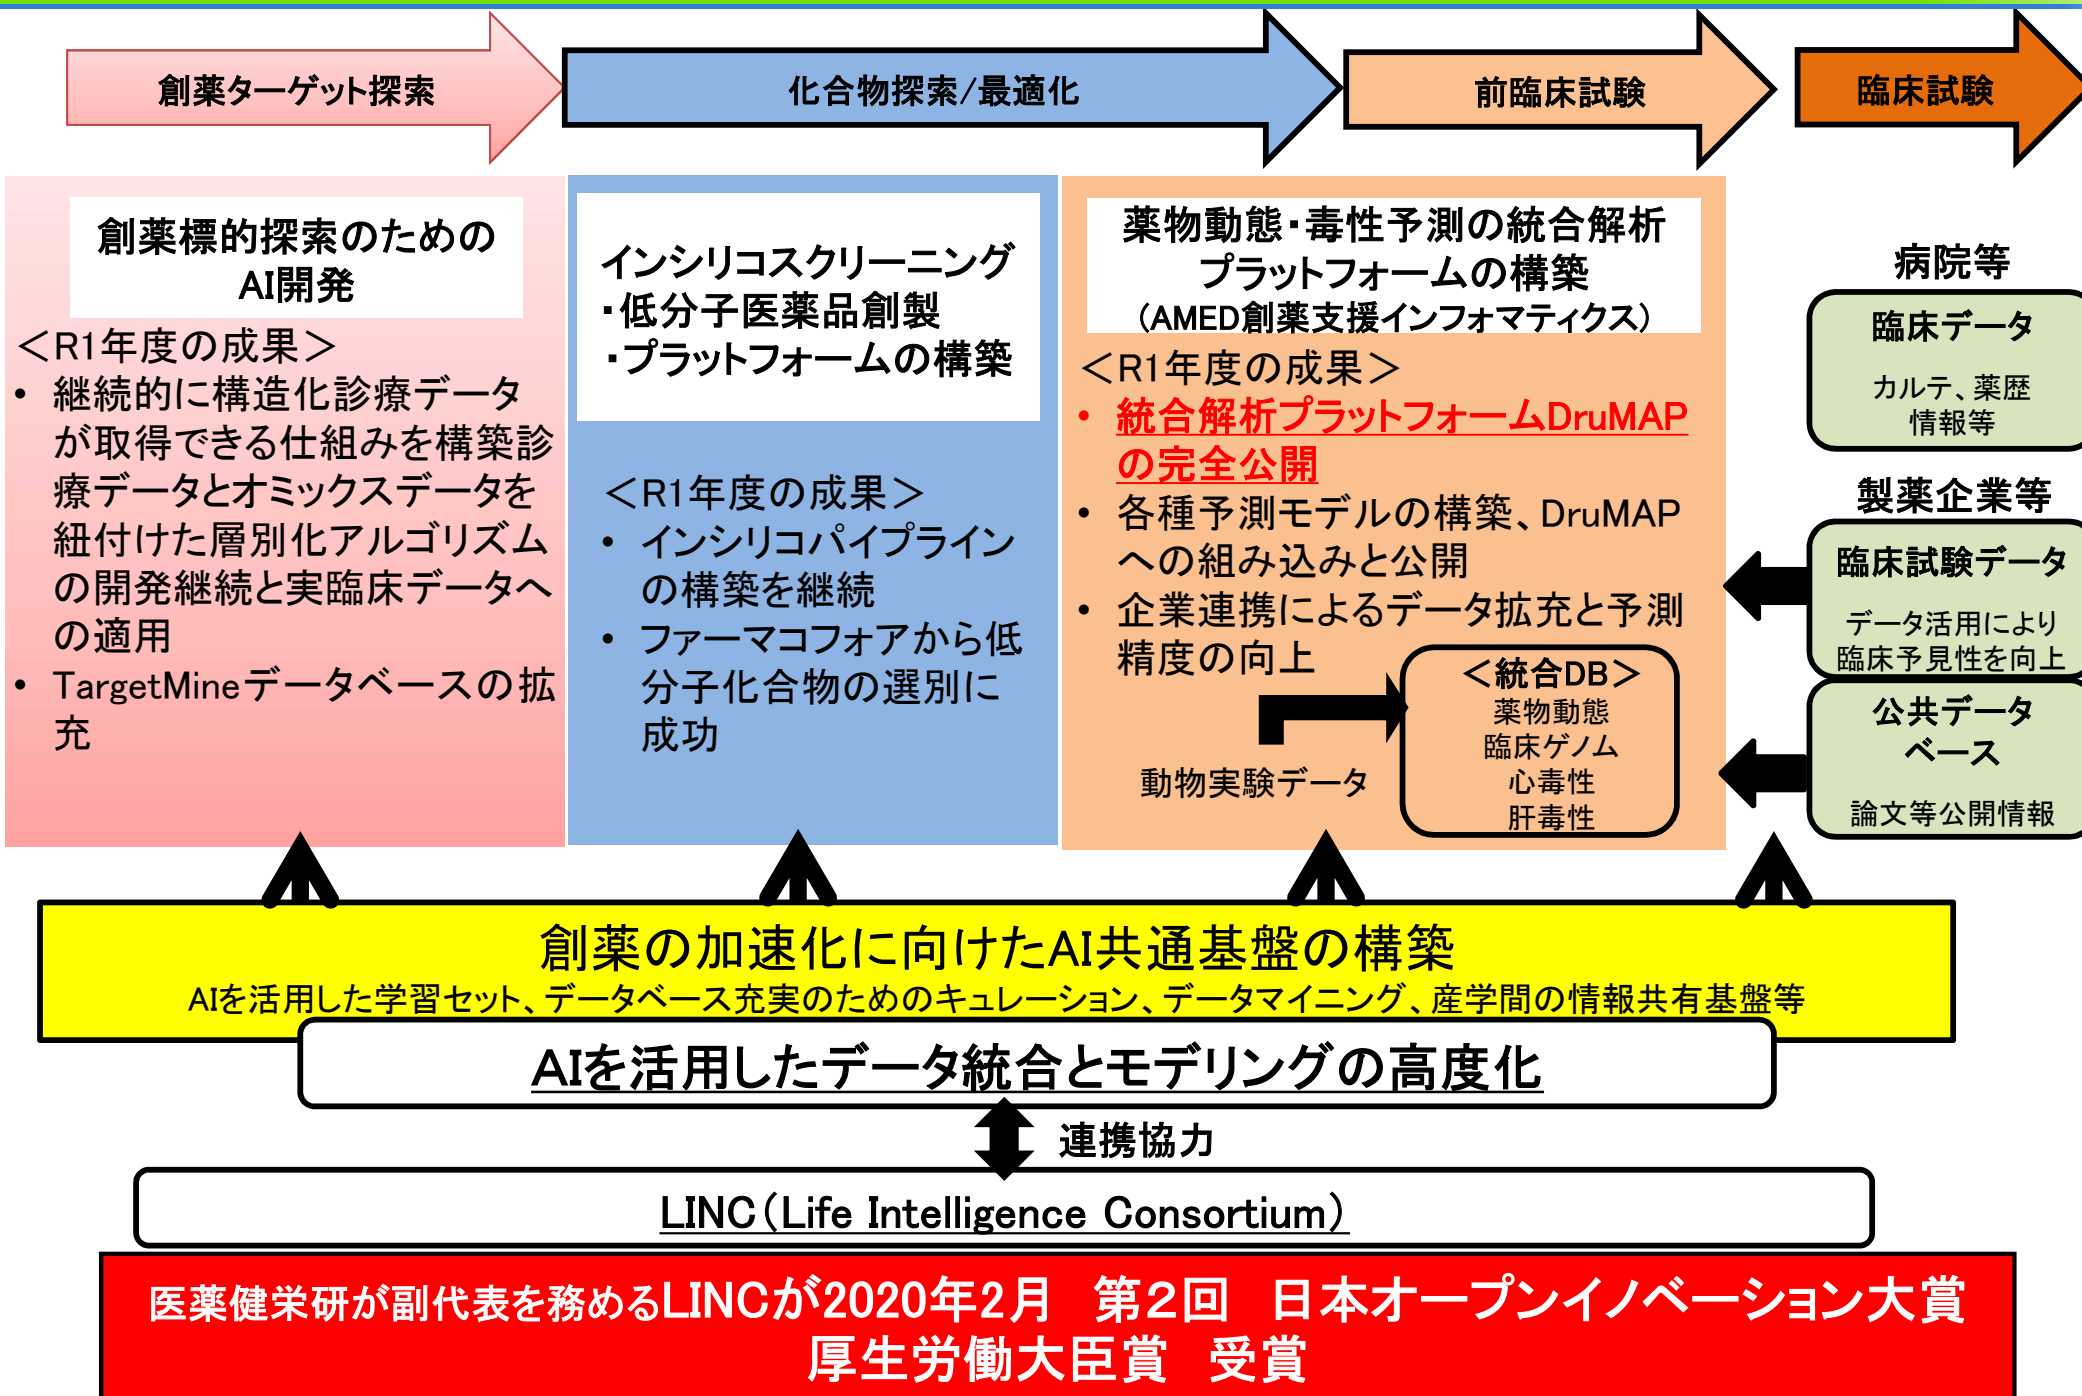 創薬ターゲット探索
化合物探索/最適化
前臨床試験
臨床試験
創薬標的探索のための
AI開発
＜R1年度の成果＞
• 継続的に構造化診療データ
が取得できる仕組みを構築診
療データとオミックスデータを
紐付けた層別化アルゴリズム
の開発継続と実臨床データへ
の適用
• TargetMineデータベースの拡
充
インシリコスクリーニング
・低分子医薬品創製
・プラットフォームの構築
＜R1年度の成果＞
• インシリコパイプライン
の構築を継続
• ファーマコフォアから低
分子化合物の選別に
成功
薬物動態・毒性予測の統合解析
プラットフォームの構築
（AMED創薬支援インフォマティクス）
＜R1年度の成果＞
• 統合解析プラットフォームDruMAP
の完全公開
• 各種予測モデルの構築、DruMAP
への組み込みと公開
• 企業連携によるデータ拡充と予測
精度の向上
動物実験データ
＜統合DB＞
薬物動態
臨床ゲノム
心毒性
肝毒性
病院等
臨床データ
カルテ、薬歴
情報等
製薬企業等
臨床試験データ
データ活用により
臨床予見性を向上
公共データ
ベース
論文等公開情報
創薬の加速化に向けたAI共通基盤の構築
AIを活用した学習セット、データベース充実のためのキュレーション、データマイニング、産学間の情報共有基盤等
AIを活用したデータ統合とモデリングの高度化
連携協力
LINC（Life Intelligence Consortium）
医薬健栄研が副代表を務めるLINCが2020年2月　第２回　日本オープンイノベーション大賞
厚生労働大臣賞　受賞